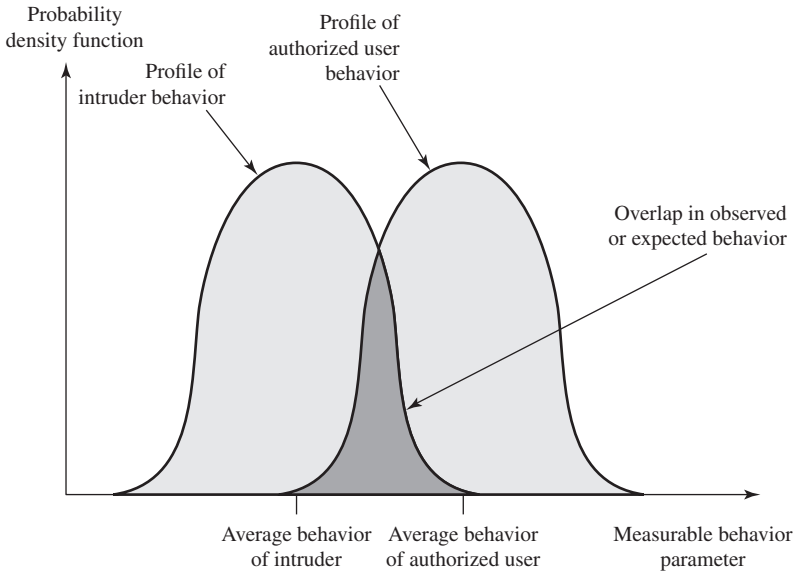 Probability
density function
Profile of
intruder behavior
Profile of
authorized user
behavior
Overlap in observed
or expected behavior
Average behavior
of intruder
Average behavior
of authorized user
Measurable behavior
parameter